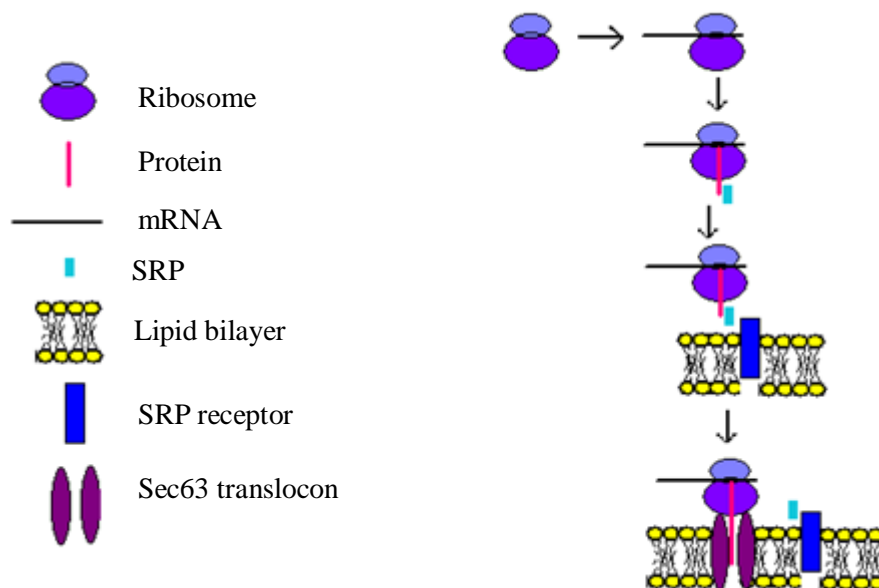 Ribosome
Protein
mRNA
SRP
Lipid bilayer
SRP receptor
Sec63 translocon